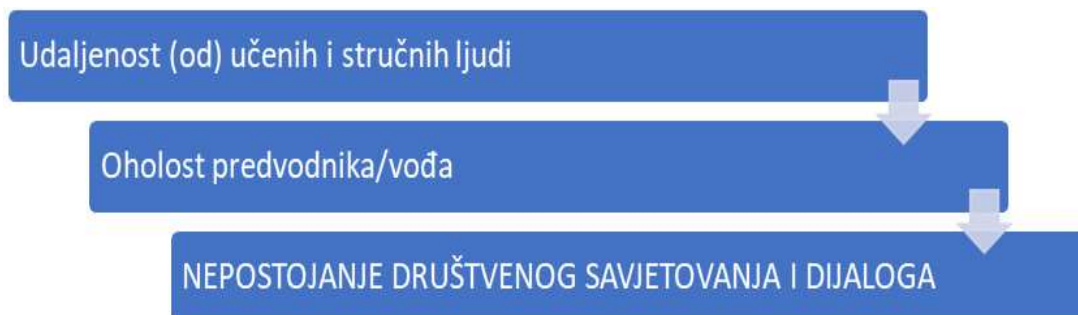 Udaljenost (od) učenih i stručnih ljudi
Oholost predvodnika/vođa
NEPOSTOJANJE DRUŠTVENOG SAVJETOVANJA I DIJALOGA